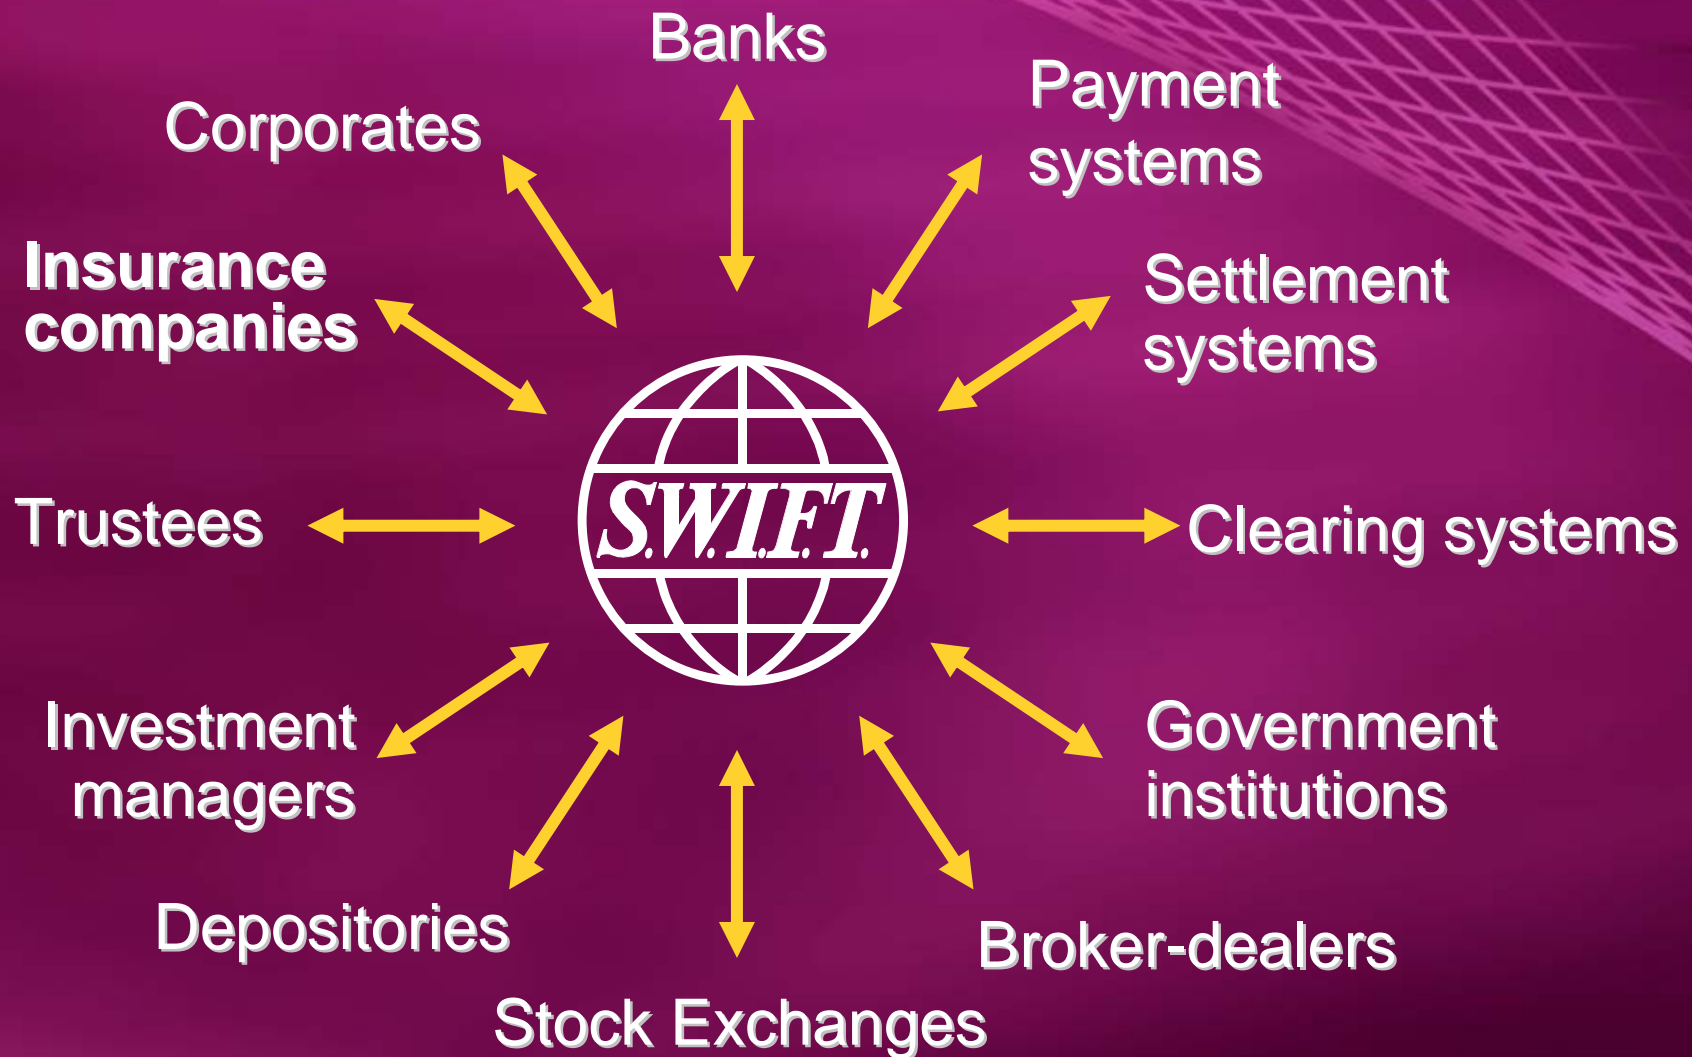 Banks
Payment
systems
Corporates
Insurance
companies
Settlement
systems
S.W.I.F.T.
Trustees
Clearing systems
Investment
managers
Government
institutions
Depositories
Broker-dealers
Stock Exchanges